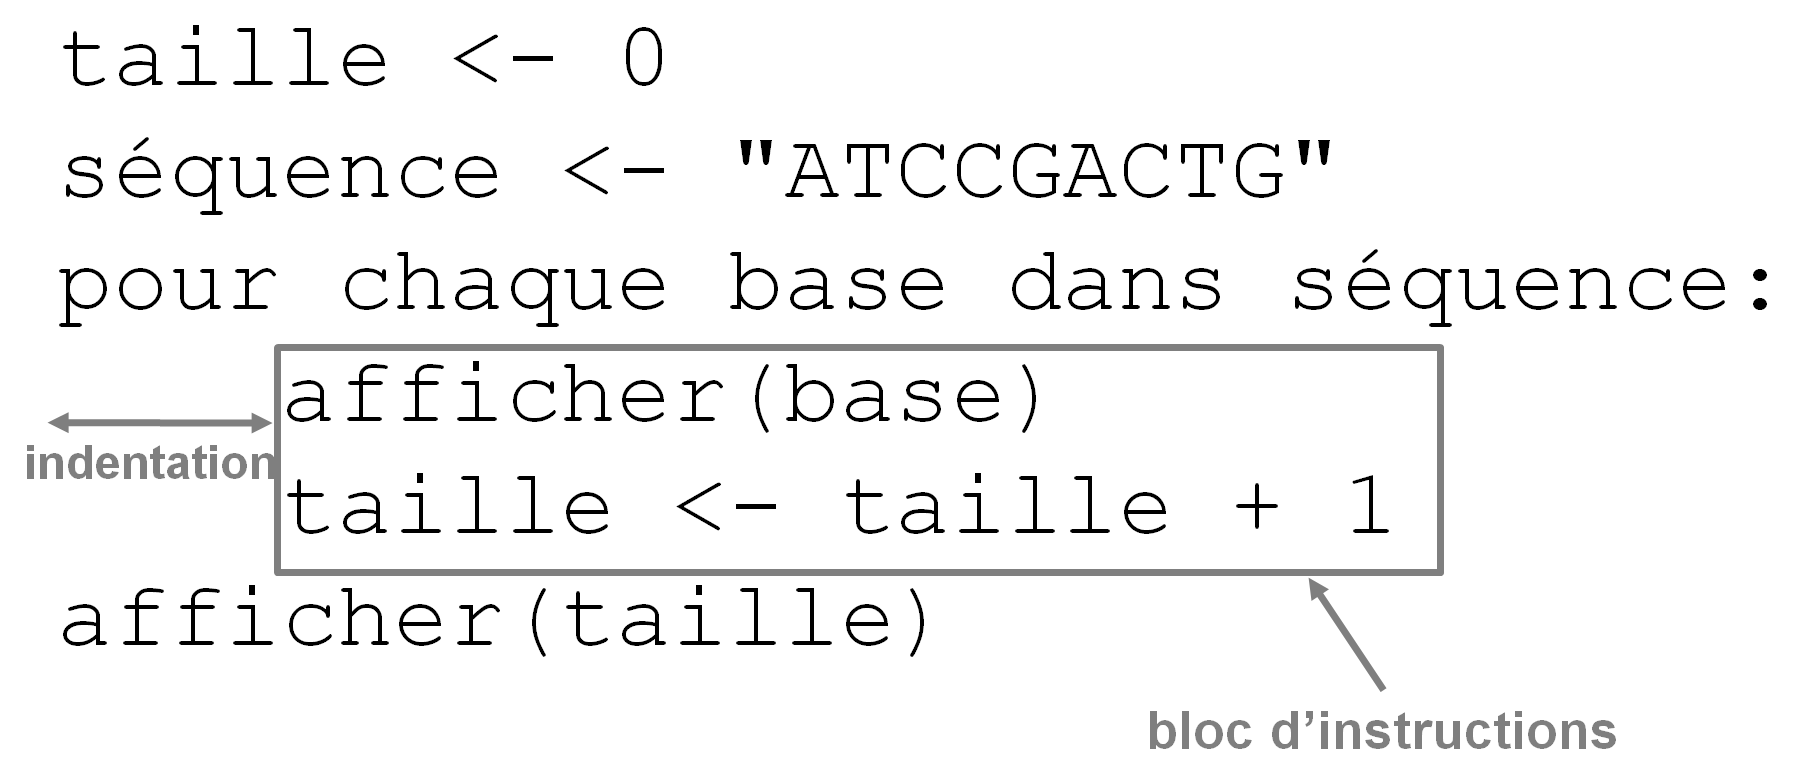 taille <- 0
séquence <- "ATCCGACTG"
pour chaque base dans séquence:
afficher(base)
indentation
taille <- taille + 1
afficher(taille)
bloc d’instructions